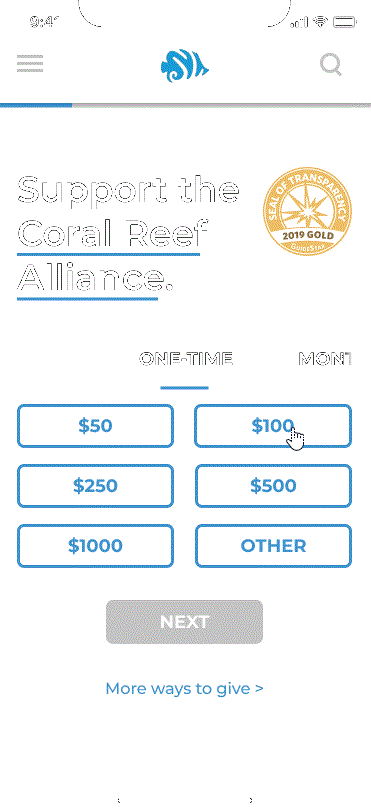 9:41
Support the
Coral Reef
Alliance.
SEAL OF TRANSPARENCY
2019 GOLD
GuideStar
ONE-TIME
MONT
$50
$100
$250
$500
$1000
OTHER
NEXT
More ways to give >